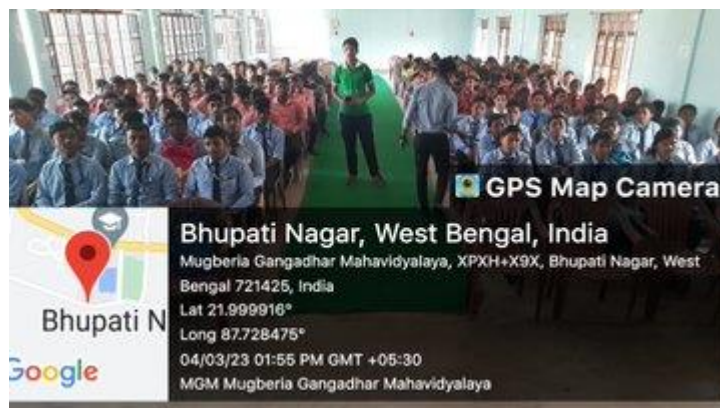 GPS Map Camera
Bhupati Nagar, West Bengal, India
Mugberia Gangadhar Mahavidyalaya, XPXH+X9X, Bhupati Nagar, West
Bengal 721425, India
Lat 21.999916°
Long 87.728475°
04/03/23 01:55 PM GMT +05:30
MGM Mugberia Gangadhar Mahavidyalaya
Bhupati N
Google